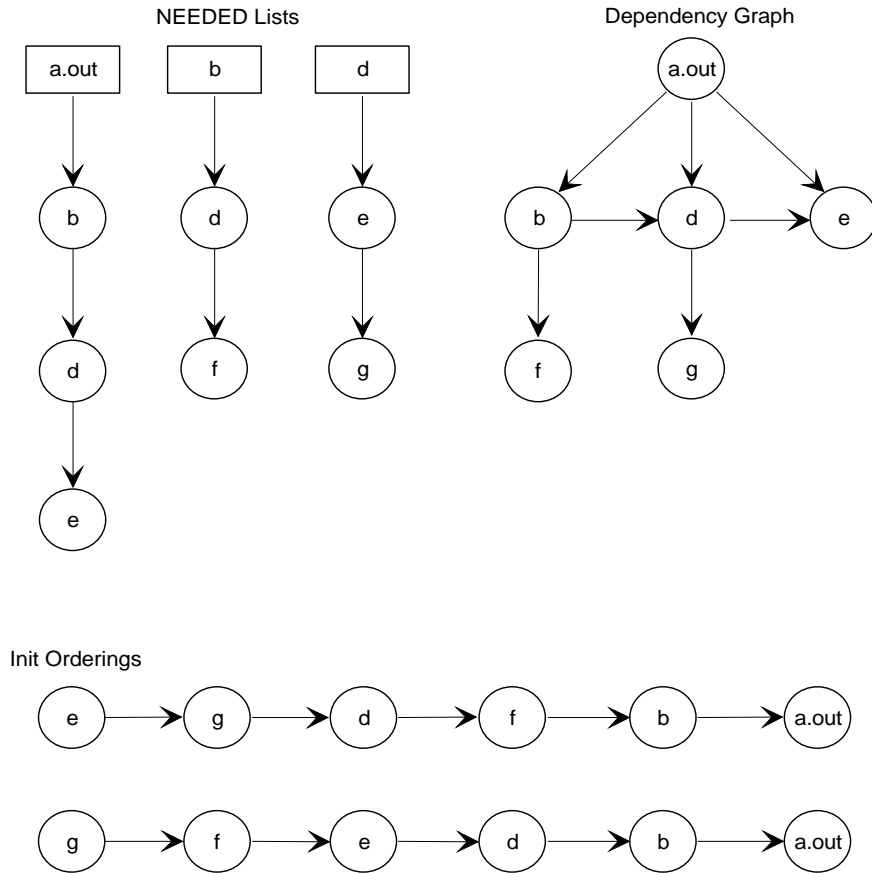 NEEDED Lists
Dependency Graph
a.out b d
a.out
b d e
b d e
d f g
f g
e
Init Orderings
e g d f b a.out
g f e d b a.out